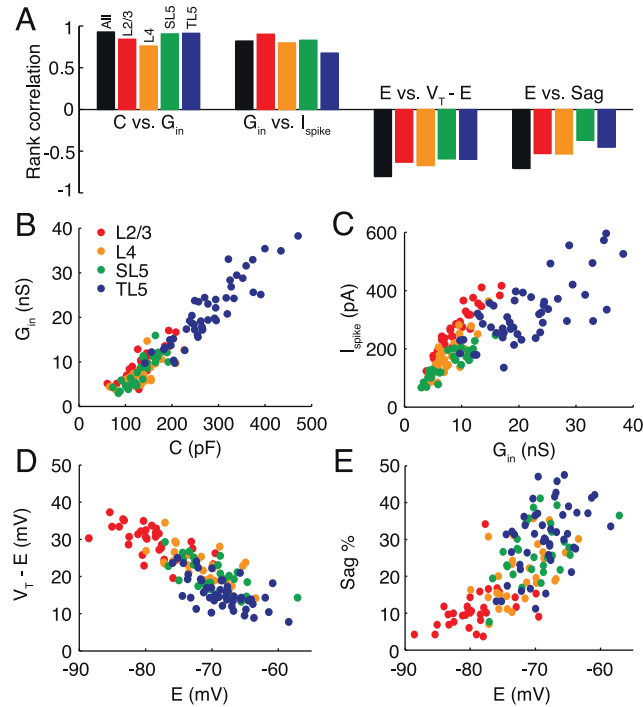 A
All
L2/3
L4
SL5
TL5
Rank correlation
1
0.5
0
-0.5
-1
C vs. Gin
Gin vs. Ispike
E vs. VT - E
E vs. Sag
B
L2/3
L4
SL5
TL5
Gin (nS)
40
30
20
10
0
0 100 200 300 400 500
C (pF)
C
Ispike (pA)
600
400
200
0
0 10 20 30 40
Gin (nS)
D
VT - E (mV)
50
40
30
20
10
0
-90 -80 -70 -60
E (mV)
E
Sag %
50
40
30
20
10
0
-90 -80 -70 -60
E (mV)